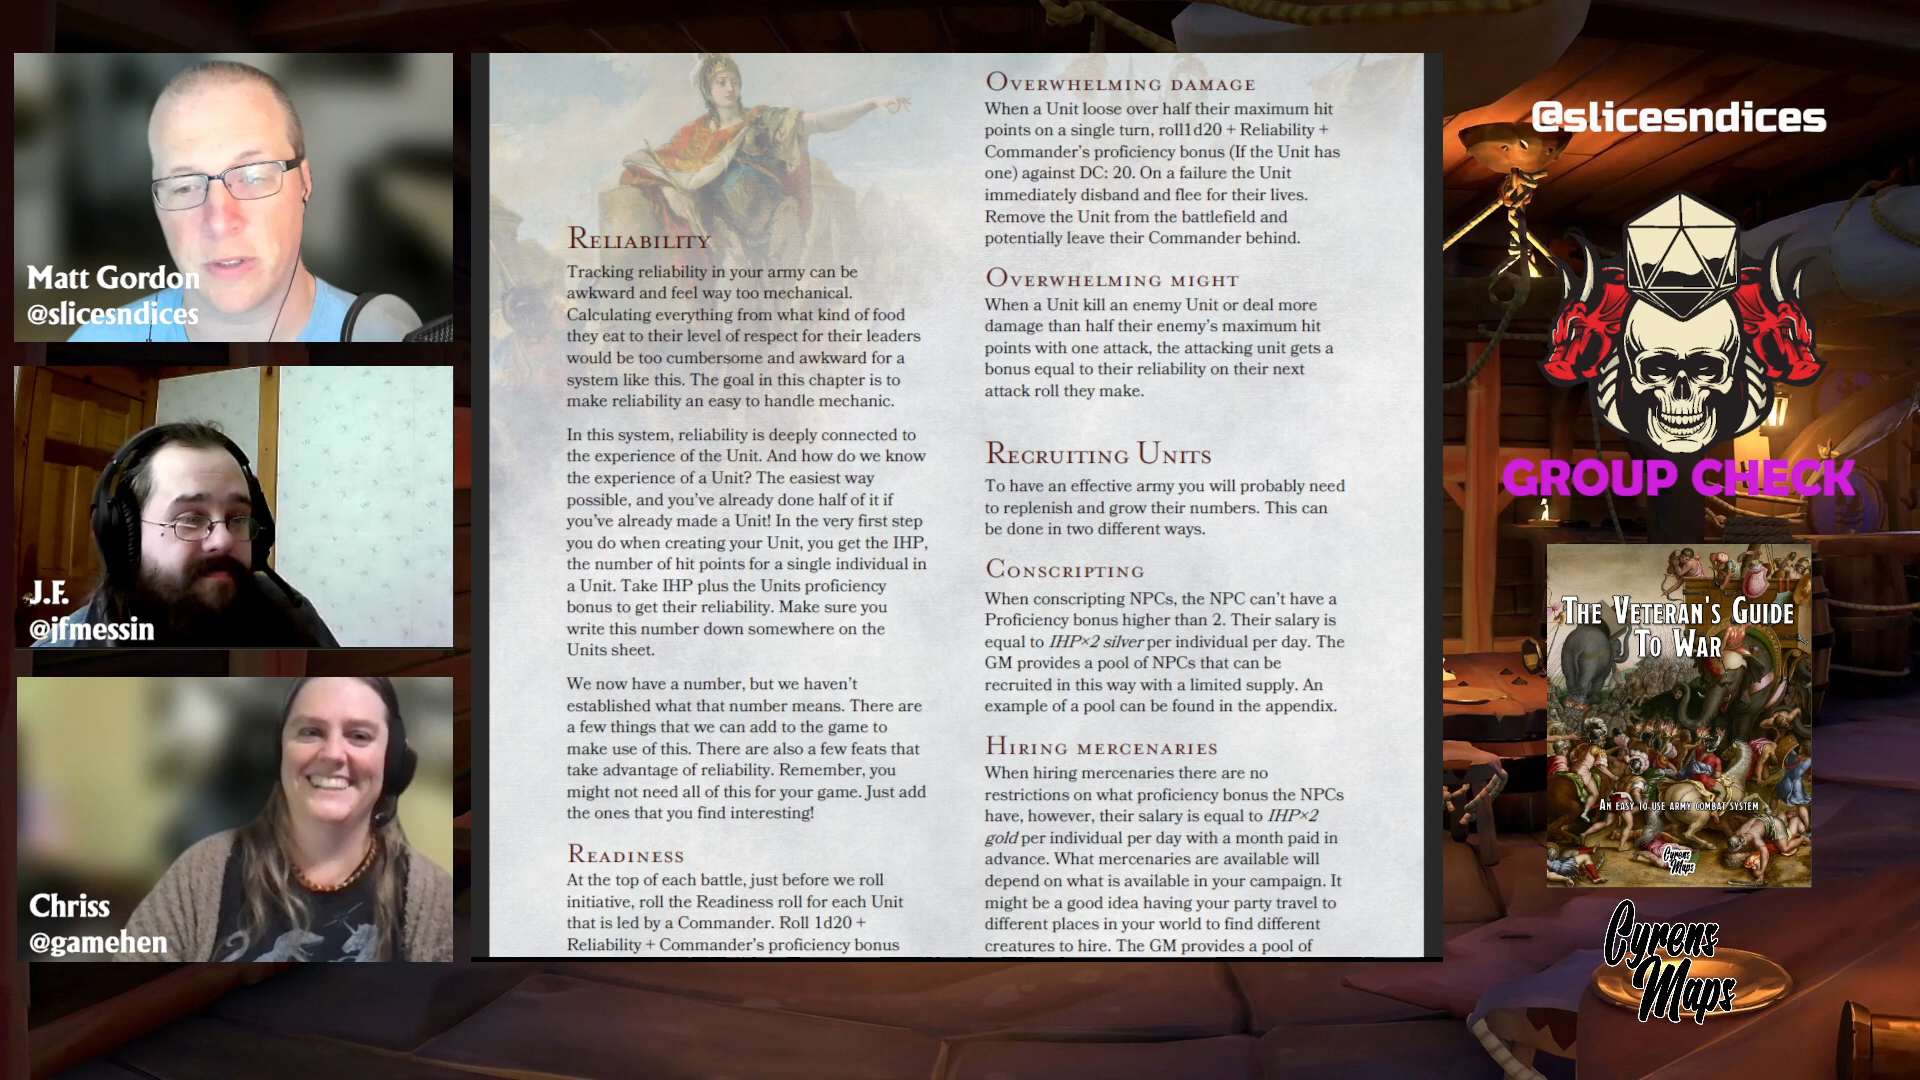 Matt Gordon
@slicesndices
J.F.
@jfmessin
Chriss
@gamehen
Reliability
Tracking reliability in your army can be
awkward and feel way too mechanical.
Calculating everything from what kind of food
they eat to their level of respect for their leaders
would be too cumbersome and awkward for a
system like this. The goal in this chapter is to
make reliability an easy to handle mechanic.
In this system, reliability is deeply connected to
the experience of the Unit. And how do we know
the experience of a Unit? The easiest way
possible, and you've already done half of it if
you've already made a Unit! In the very first step
you do when creating your Unit, you get the IHP,
the number of hit points for a single individual in
a Unit. Take IHP plus the Units proficiency
bonus to get their reliability. Make sure you
write this number down somewhere on the
Units sheet.
We now have a number, but we haven't
established what that number means. There are
a few things that we can add to the game to
make use of this. There are also a few feats that
take advantage of reliability. Remember, you
might not need all of this for your game. Just add
the ones that you find interesting!
Readiness
At the top of each battle, just before we roll
initiative, roll the Readiness roll for each Unit
that is led by a Commander. Roll 1d20 +
Reliability + Commander's proficiency bonus
Overwhelming damage
When a Unit loose over half their maximum hit
points on a single turn, roll1d20 + Reliability +
Commander's proficiency bonus (If the Unit has
one) against DC: 20. On a failure the Unit
immediately disband and flee for their lives.
Remove the Unit from the battlefield and
potentially leave their Commander behind.
Overwhelming might
When a Unit kill an enemy Unit or deal more
damage than half their enemy's maximum hit
points with one attack, the attacking unit gets a
bonus equal to their reliability on their next
attack roll they make.
Recruiting Units
To have an effective army you will probably need
to replenish and grow their numbers. This can
be done in two different ways.
Conscripting
When conscripting NPCs, the NPC can't have a
Proficiency bonus higher than 2. Their salary is
equal to IHP×2 silver per individual per day. The
GM provides a pool of NPCs that can be
recruited in this way with a limited supply. An
example of a pool can be found in the appendix.
Hiring mercenaries
When hiring mercenaries there are no
restrictions on what proficiency bonus the NPCs
have, however, their salary is equal to IHP×2
gold per individual per day with a month paid in
advance. What mercenaries are available will
depend on what is available in your campaign. It
might be a good idea having your party travel to
different places in your world to find different
creatures to hire. The GM provides a pool of
@slicesndices
GROUP CHECK
The Veteran's Guide
To War
An easy to use army combat system
Cyrens
Maps
Cyrens
Maps